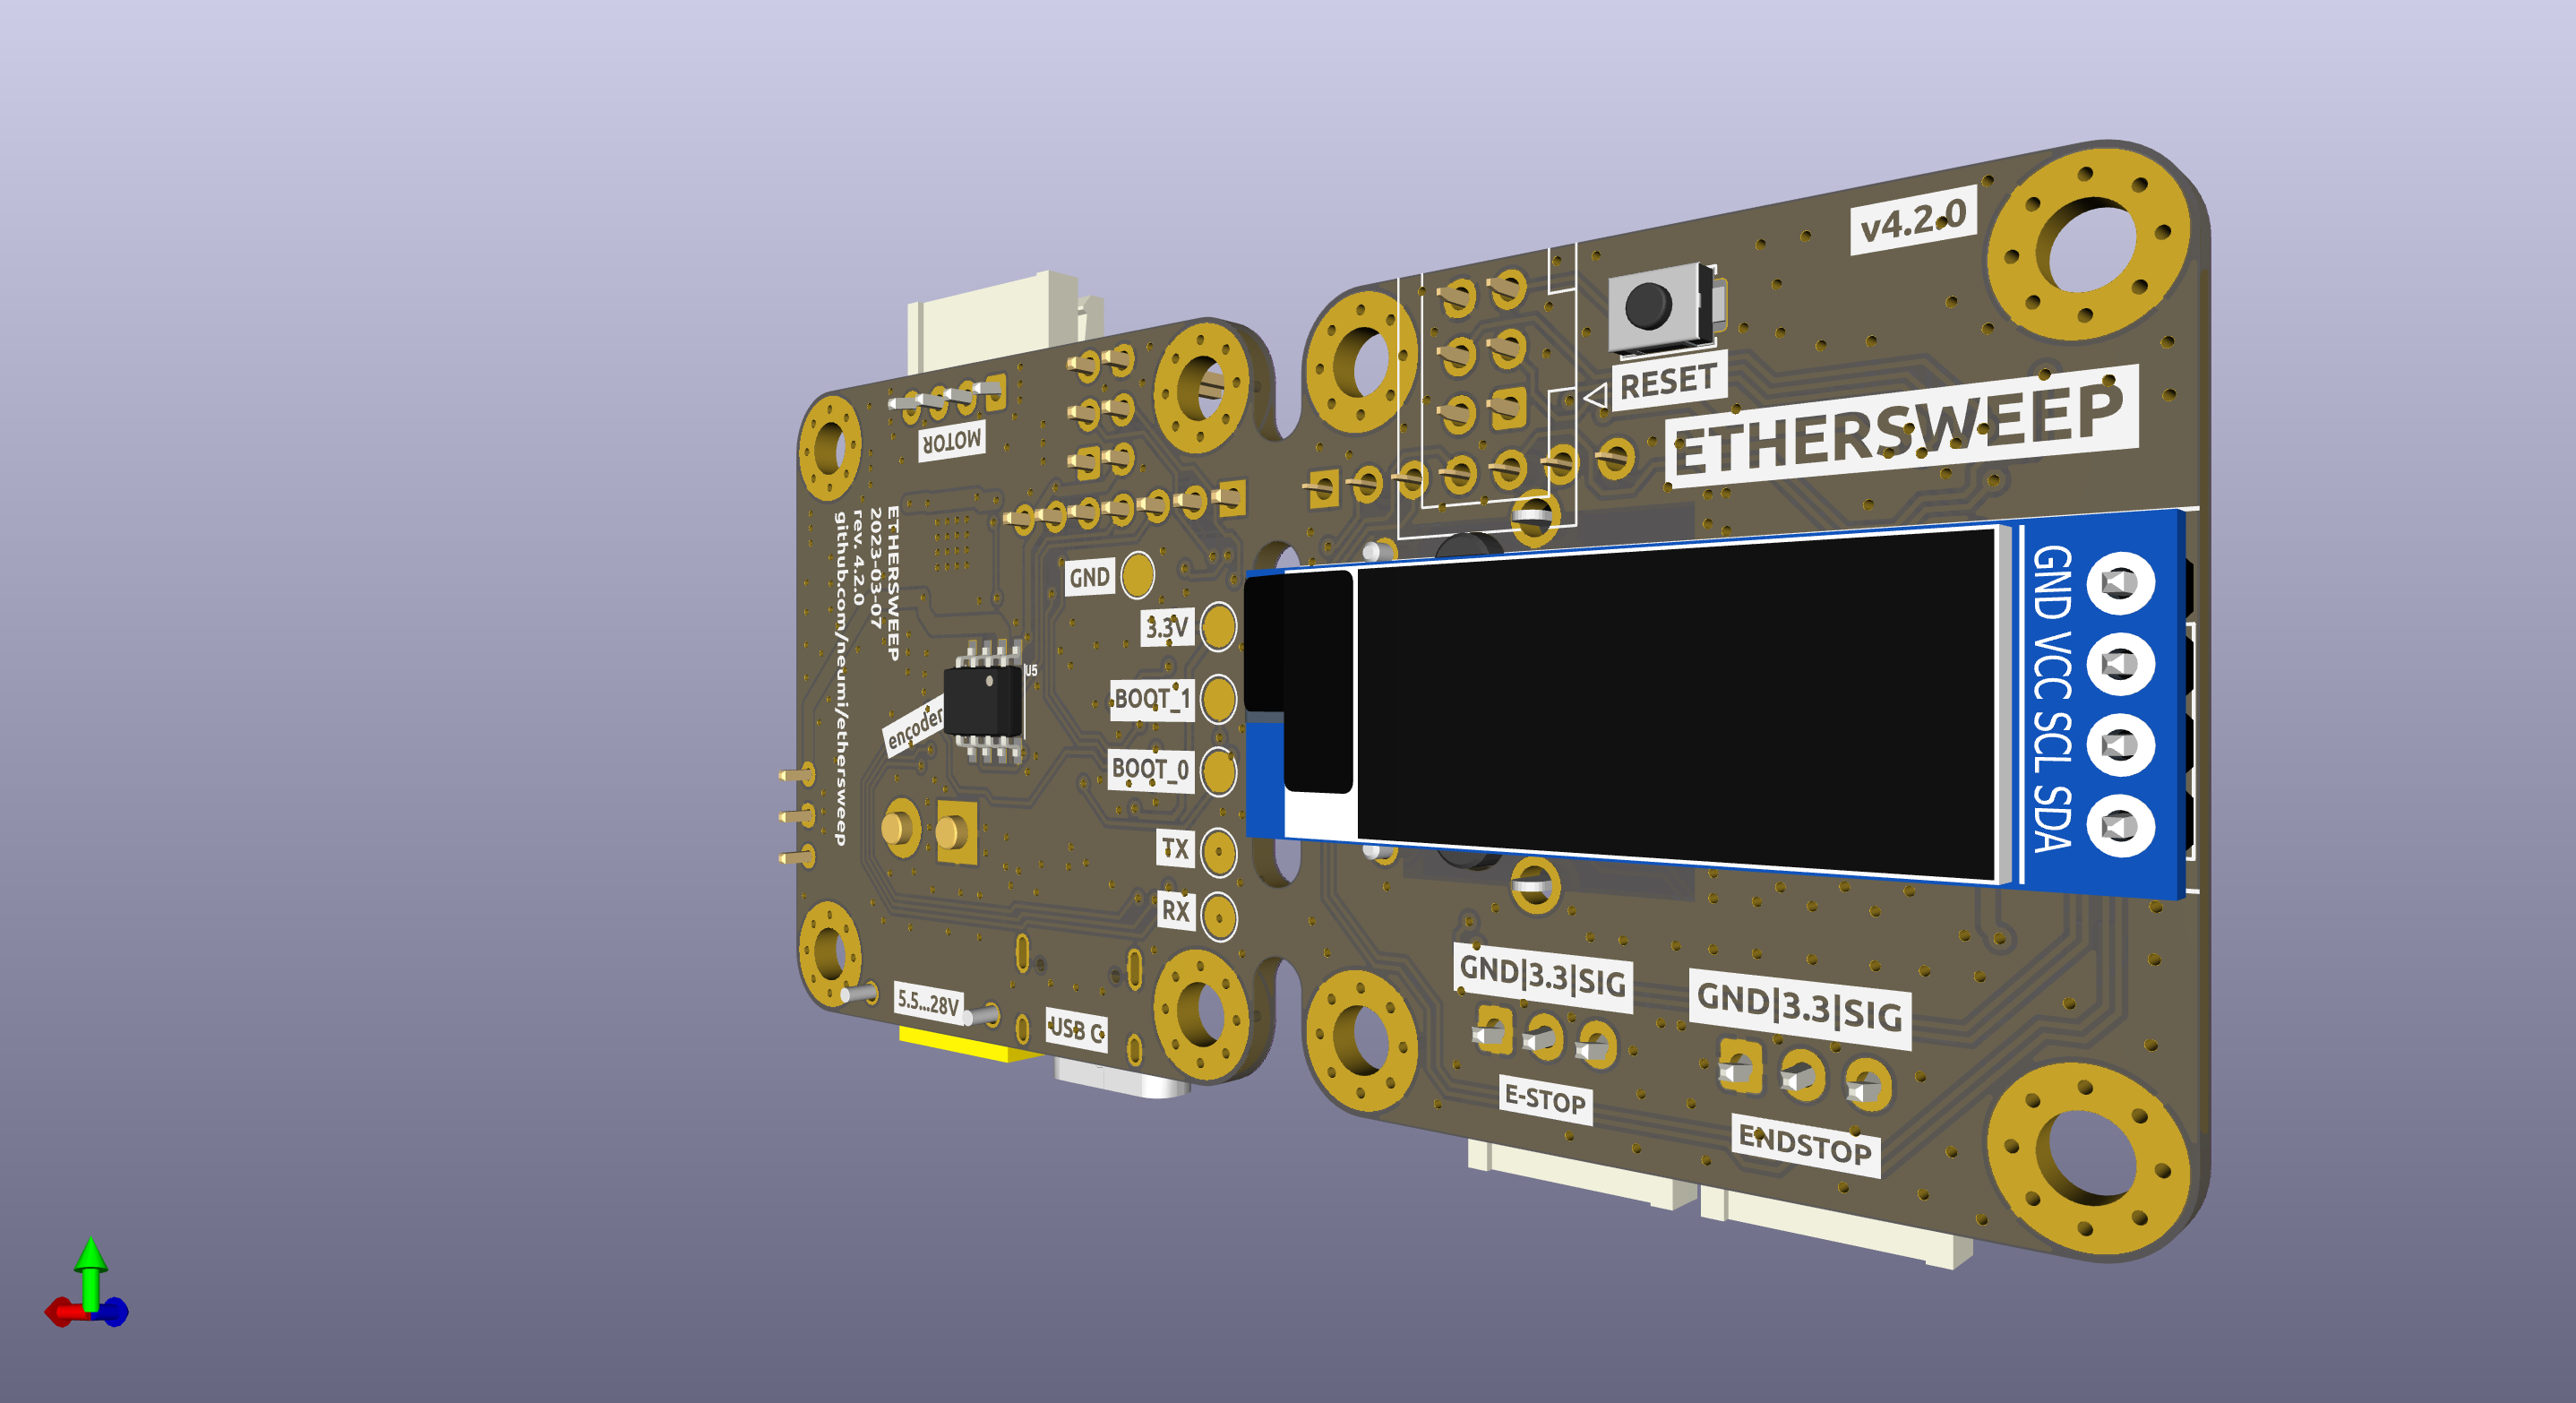 v4.2.0
RESET
ETHERSWEEP
MOTOR
ETHERSWEEP
2023-03-07
rev. 4.2.0
github.com/neumi/ethersweep
GND
3.3V
U5
BOOT_1
encoder
BOOT_0
TX
RX
GND VCC SCL SDA
5.5...28V
USB C
GND|3.3|SIG
GND|3.3|SIG
E-STOP
ENDSTOP